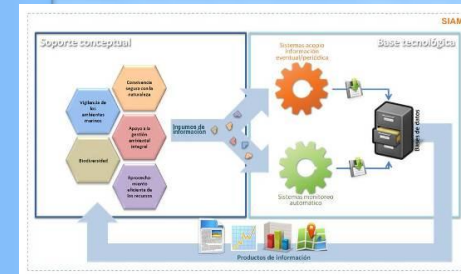 SIAM
Soporte conceptual
Base tecnológica
Sistemas acopio
información
eventual/periódica
Convivencia
segura con la
naturaleza
Vigilancia de
los
ambientes
marinos
Apoyo a la
gestión
ambiental
integral
Insumos de
información
Biodiversidad
Aprovecha-
miento
eficiente de
los recursos
Bases de datos
Sistemas monitoreo
automático
Productos de información